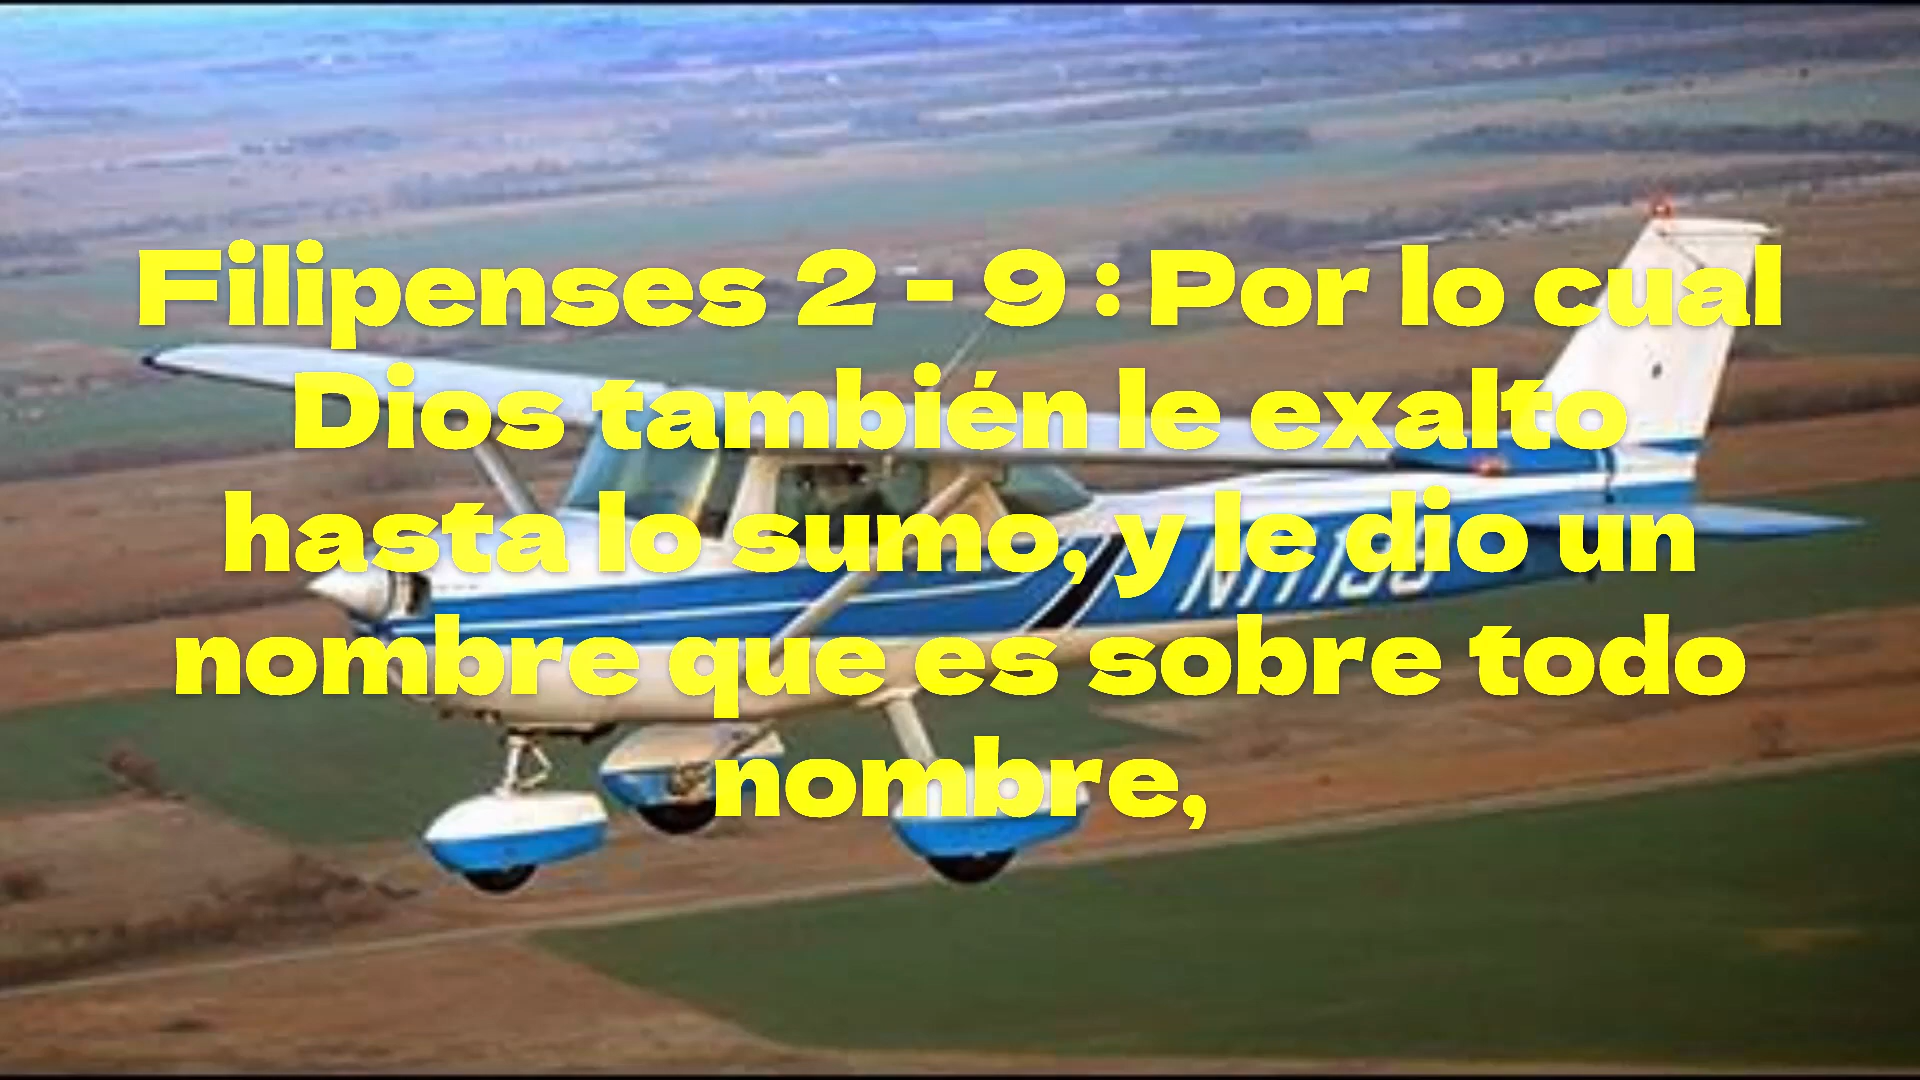 Filipenses 2 - 9 : Por lo cual
Dios también le exalto
hasta lo sumo, y le dio un
nombre que es sobre todo
nombre,